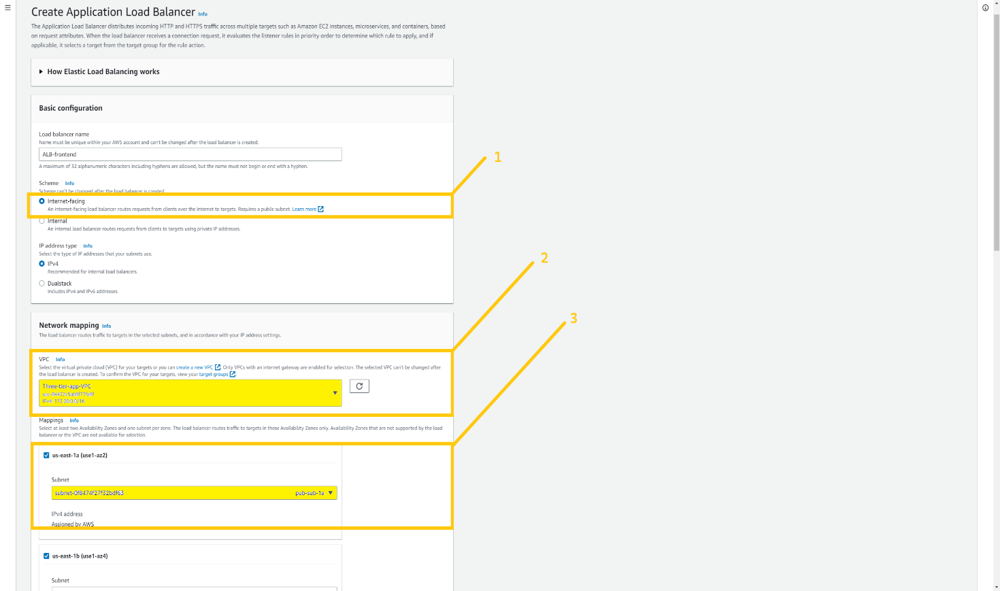 Create Application Load Balancer Info
The Application Load Balancer distributes incoming HTTP and HTTPS traffic across multiple targets such as Amazon EC2 instances, microservices, and containers, based
on request attributes. When the load balancer receives a connection request, it evaluates the listener rules in priority order to determine which rule to apply, and if
applicable, it selects a target from the target group for the rule action.
How Elastic Load Balancing works
Basic configuration
Load balancer name
Name must be unique within your AWS account and can't be changed after the load balancer is created.
ALB-frontend
A maximum of 32 alphanumeric characters including hyphens are allowed, but the name must not begin or end with a hyphen.
1
Scheme Info
Scheme can't be changed after the load balancer is created.
Internet-facing
An internet-facing load balancer routes requests from clients over the internet to targets. Requires a public subnet. Learn more
Internal
An internal load balancer routes requests from clients to targets using private IP addresses.
IP address type Info
Select the type of IP addresses that your subnets use.
2
IPv4
Recommended for internal load balancers.
Dualstack
Includes IPv4 and IPv6 addresses.
3
Network mapping Info
The load balancer routes traffic to targets in the selected subnets, and in accordance with your IP address settings.
VPC Info
Select the virtual private cloud (VPC) for your targets or you can create a new VPC. Only VPCs with an internet gateway are enabled for selection. The selected VPC can't be changed after
the load balancer is created. To confirm the VPC for your targets, view your target groups.
Three-tier-app-VPC
IPv4: 172.20.0.0/16
Mappings Info
Select at least two Availability Zones and one subnet per zone. The load balancer routes traffic to targets in these Availability Zones only. Availability Zones that are not supported by the load
balancer or the VPC are not available for selection.
us-east-1a (use1-az2)
Subnet
subnet-0f8474f27f32bdf63 pub-sub-1a
IPv4 address
Assigned by AWS
us-east-1b (use1-az4)
Subnet